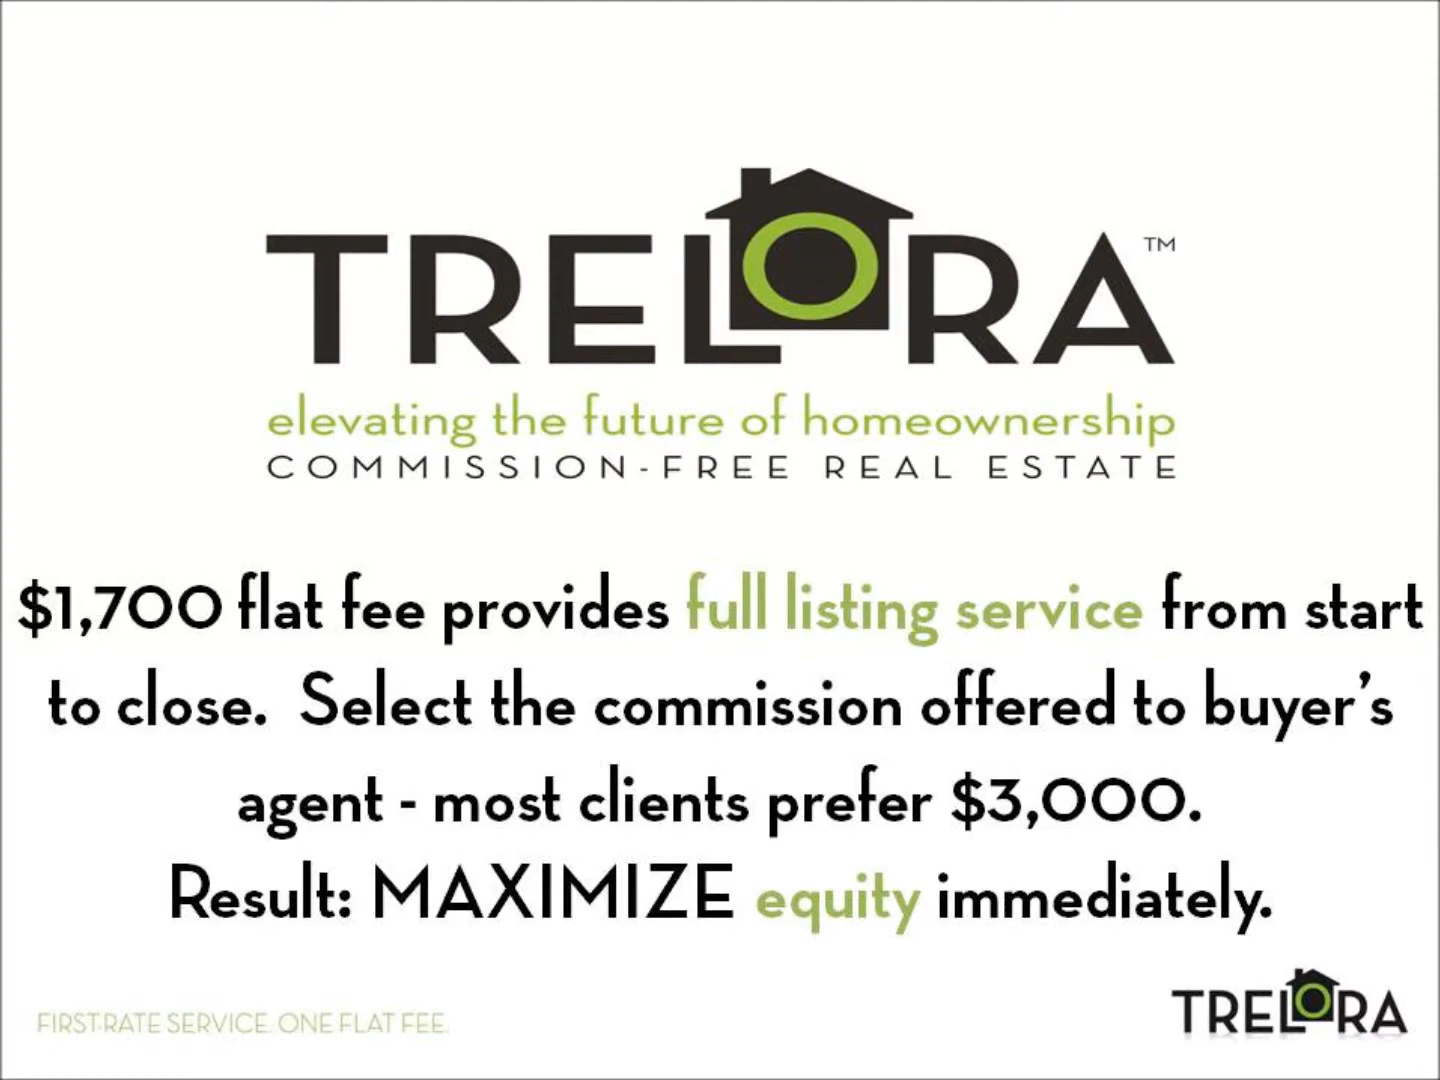 TRELORA™
elevating the future of homeownership
COMMISSION-FREE REAL ESTATE
$1,700 flat fee provides full listing service from start
to close. Select the commission offered to buyer's
agent - most clients prefer $3,000.
Result: MAXIMIZE equity immediately.
FIRST-RATE SERVICE. ONE FLAT FEE.
TRELORA